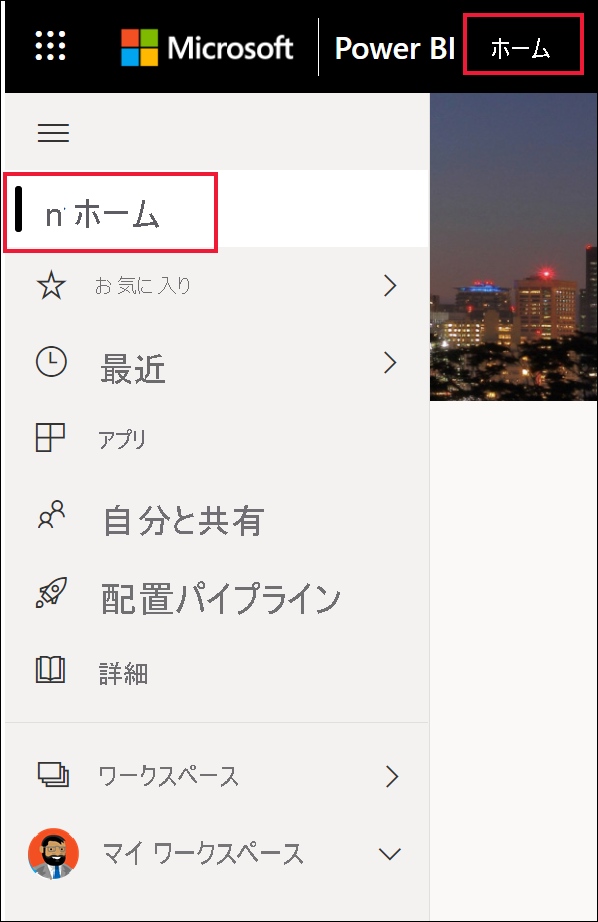 Microsoft Power BI ホーム
n ホーム
お気に入り
最近
アプリ
自分と共有
配置パイプライン
詳細
ワークスペース
マイ ワークスペース